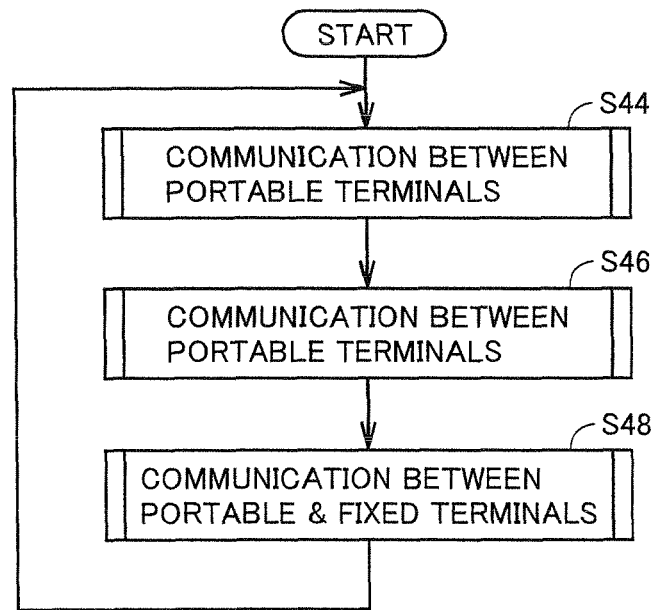 START
S44
COMMUNICATION BETWEEN
PORTABLE TERMINALS
S46
COMMUNICATION BETWEEN
PORTABLE TERMINALS
S48
COMMUNICATION BETWEEN
PORTABLE & FIXED TERMINALS